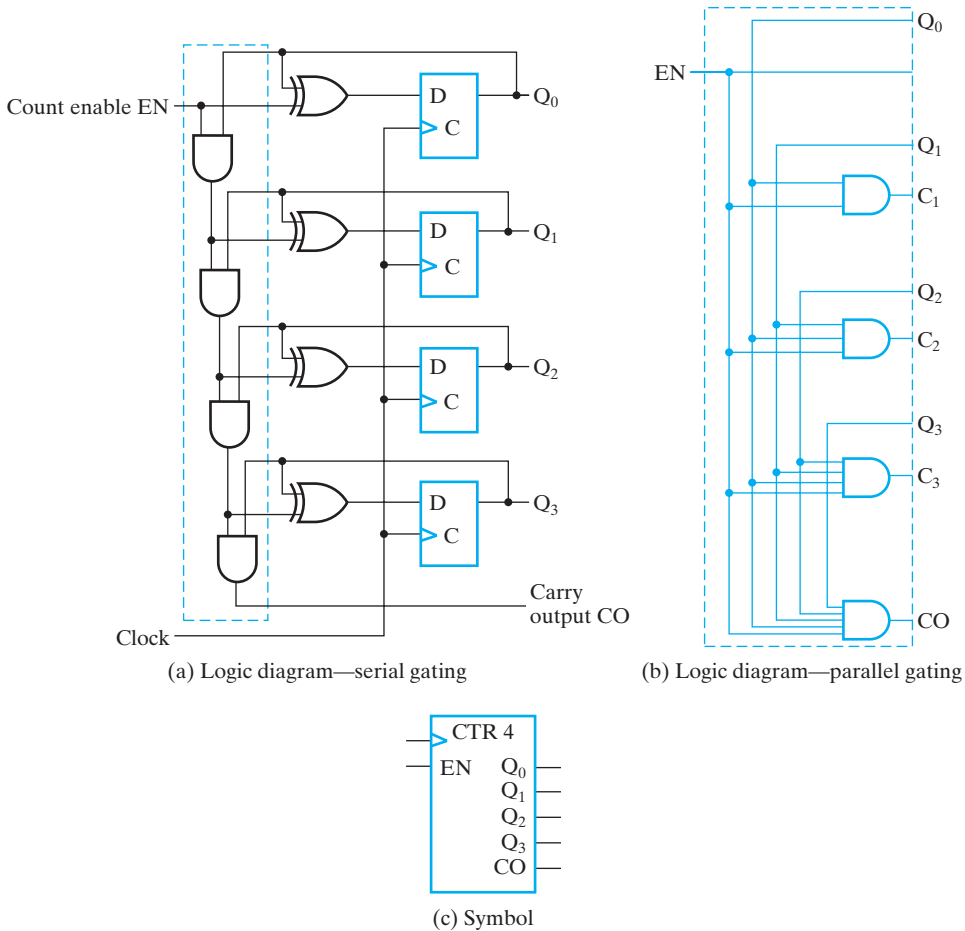 Count enable EN
D
C
Q0
D
C
Q1
D
C
Q2
D
C
Q3
Carry
output CO
Clock
(a) Logic diagram—serial gating
Q0
EN
Q1
C1
Q2
C2
Q3
C3
CO
(b) Logic diagram—parallel gating
CTR 4
EN
Q0
Q1
Q2
Q3
CO
(c) Symbol